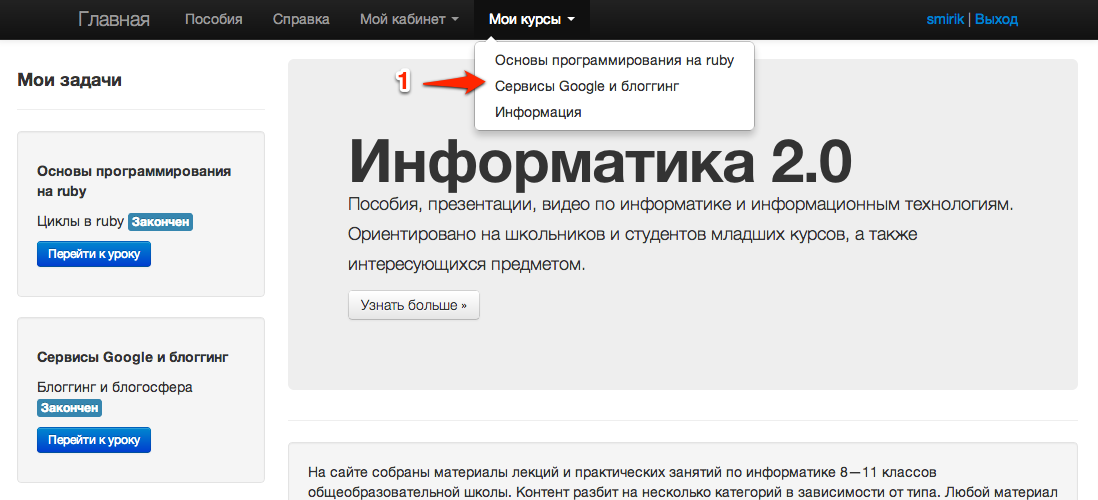 Главная Пособия Справка Мой кабинет Мои курсы smirik | Выход
Основы программирования на ruby
Сервисы Google и блоггинг
Информация
1
Мои задачи
Основы программирования
на ruby
Циклы в ruby Закончен
Перейти к уроку
Сервисы Google и блоггинг
Блоггинг и блогосфера
Закончен
Перейти к уроку
Информатика 2.0
Пособия, презентации, видео по информатике и информационным технологиям.
Ориентировано на школьников и студентов младших курсов, а также
интересующихся предметом.
Узнать больше »
На сайте собраны материалы лекций и практических занятий по информатике 8—11 классов
общеобразовательной школы. Контент разбит на несколько категорий в зависимости от типа. Любой материал